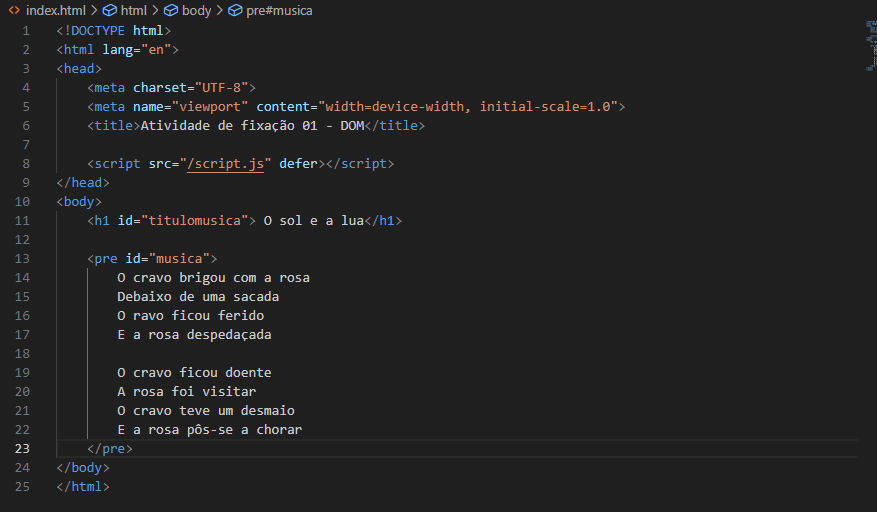 index.html > html > body > pre#musica
1 <!DOCTYPE html>
2 <html lang="en">
3 <head>
4     <meta charset="UTF-8">
5     <meta name="viewport" content="width=device-width, initial-scale=1.0">
6     <title>Atividade de fixação 01 - DOM</title>
7
8     <script src="/script.js" defer></script>
9 </head>
10 <body>
11     <h1 id="titulomusica"> O sol e a lua</h1>
12
13     <pre id="musica">
14         O cravo brigou com a rosa
15         Debaixo de uma sacada
16         O ravo ficou ferido
17         E a rosa despedaçada
18
19         O cravo ficou doente
20         A rosa foi visitar
21         O cravo teve um desmaio
22         E a rosa pôs-se a chorar
23     </pre>
24 </body>
25 </html>